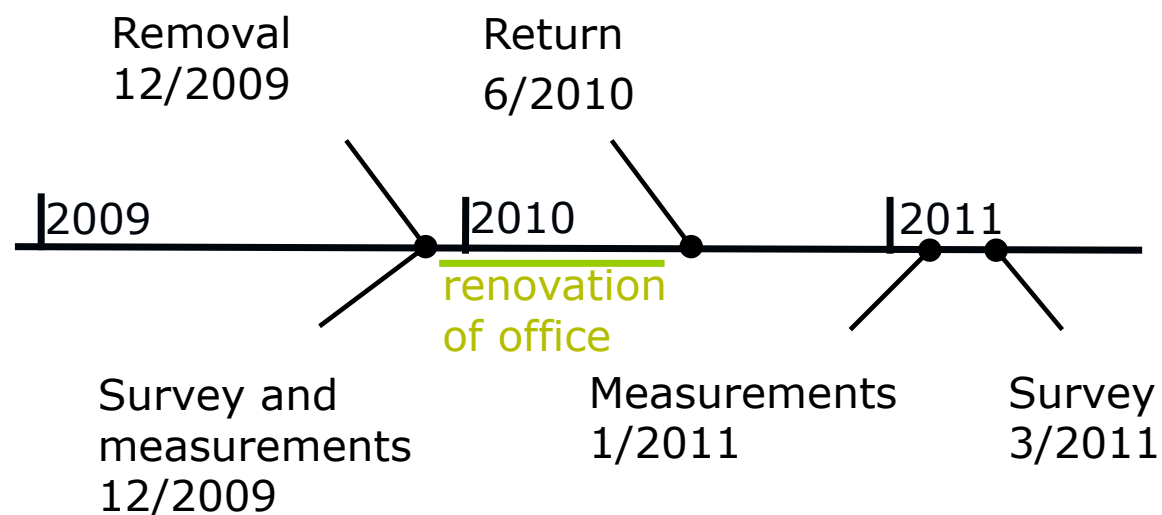 Removal
12/2009
Return
6/2010
2009
2010
2011
renovation
of office
Survey and
measurements
12/2009
Measurements
1/2011
Survey
3/2011